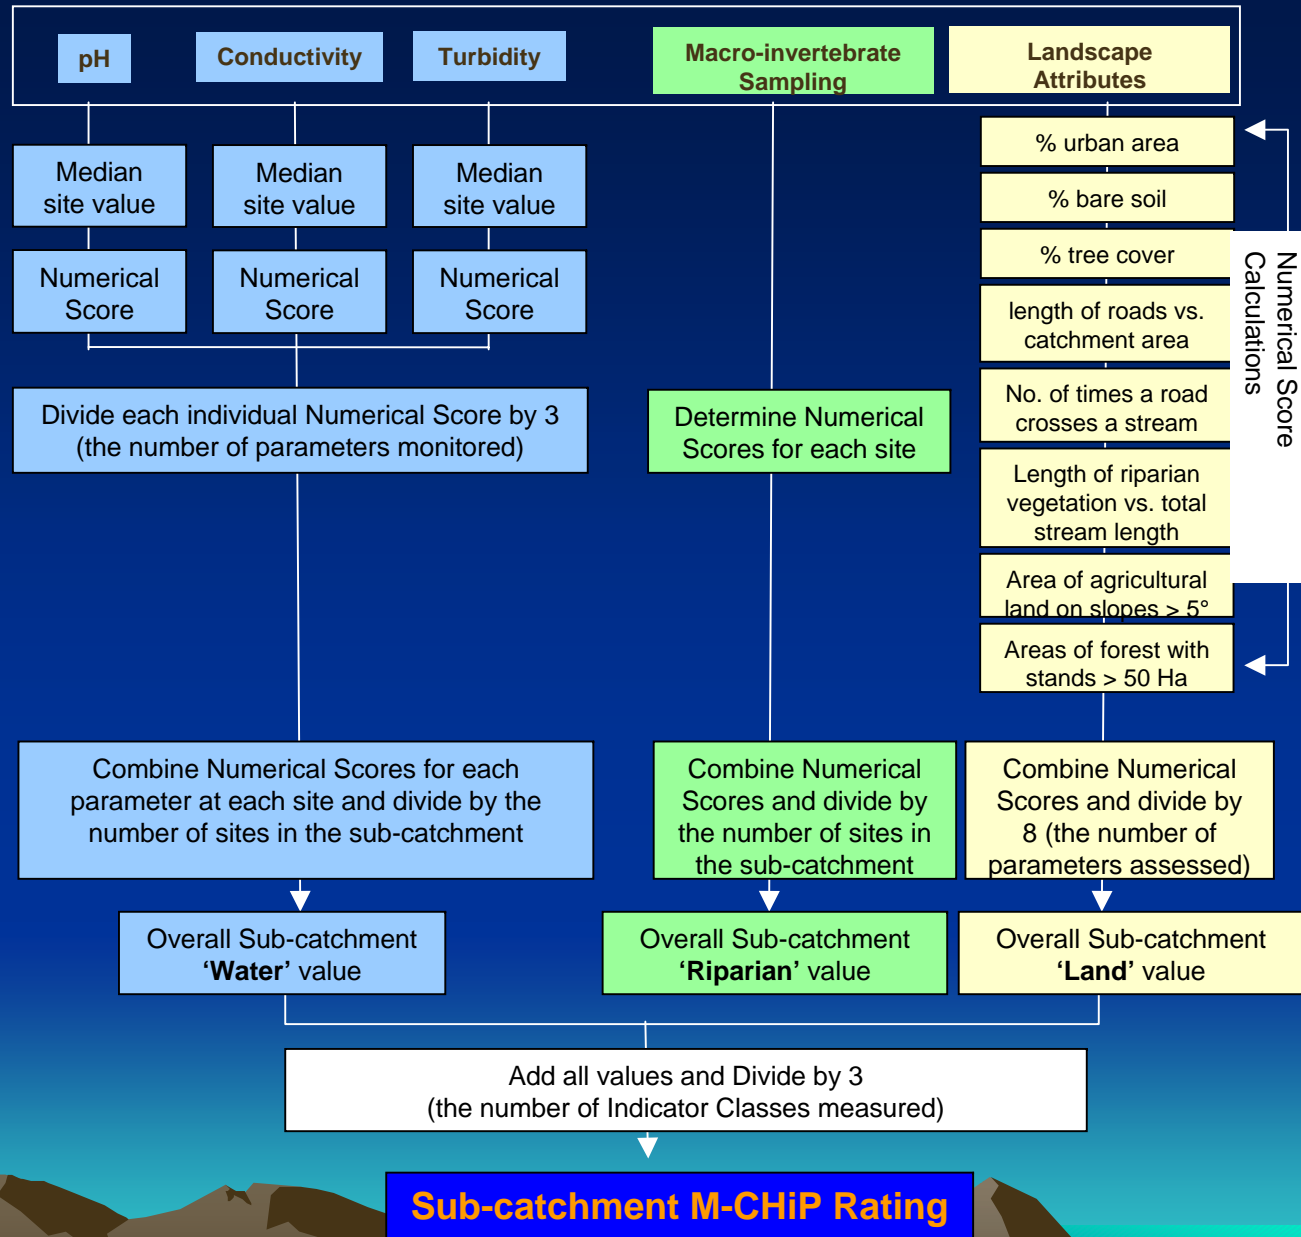 pH
Conductivity
Turbidity
Macro-invertebrate
Sampling
Landscape
Attributes
Median
site value
Median
site value
Median
site value
Numerical
Score
Numerical
Score
Numerical
Score
Divide each individual Numerical Score by 3
(the number of parameters monitored)
Determine Numerical
Scores for each site
% urban area
% bare soil
% tree cover
length of roads vs.
catchment area
No. of times a road
crosses a stream
Length of riparian
vegetation vs. total
stream length
Area of agricultural
land on slopes > 5°
Areas of forest with
stands > 50 Ha
Numerical Score
Calculations
Combine Numerical Scores for each
parameter at each site and divide by the
number of sites in the sub-catchment
Combine Numerical
Scores and divide by
the number of sites in
the sub-catchment
Combine Numerical
Scores and divide by
8 (the number of
parameters assessed)
Overall Sub-catchment
‘Water’ value
Overall Sub-catchment
‘Riparian’ value
Overall Sub-catchment
‘Land’ value
Add all values and Divide by 3
(the number of Indicator Classes measured)
Sub-catchment M-CHiP Rating